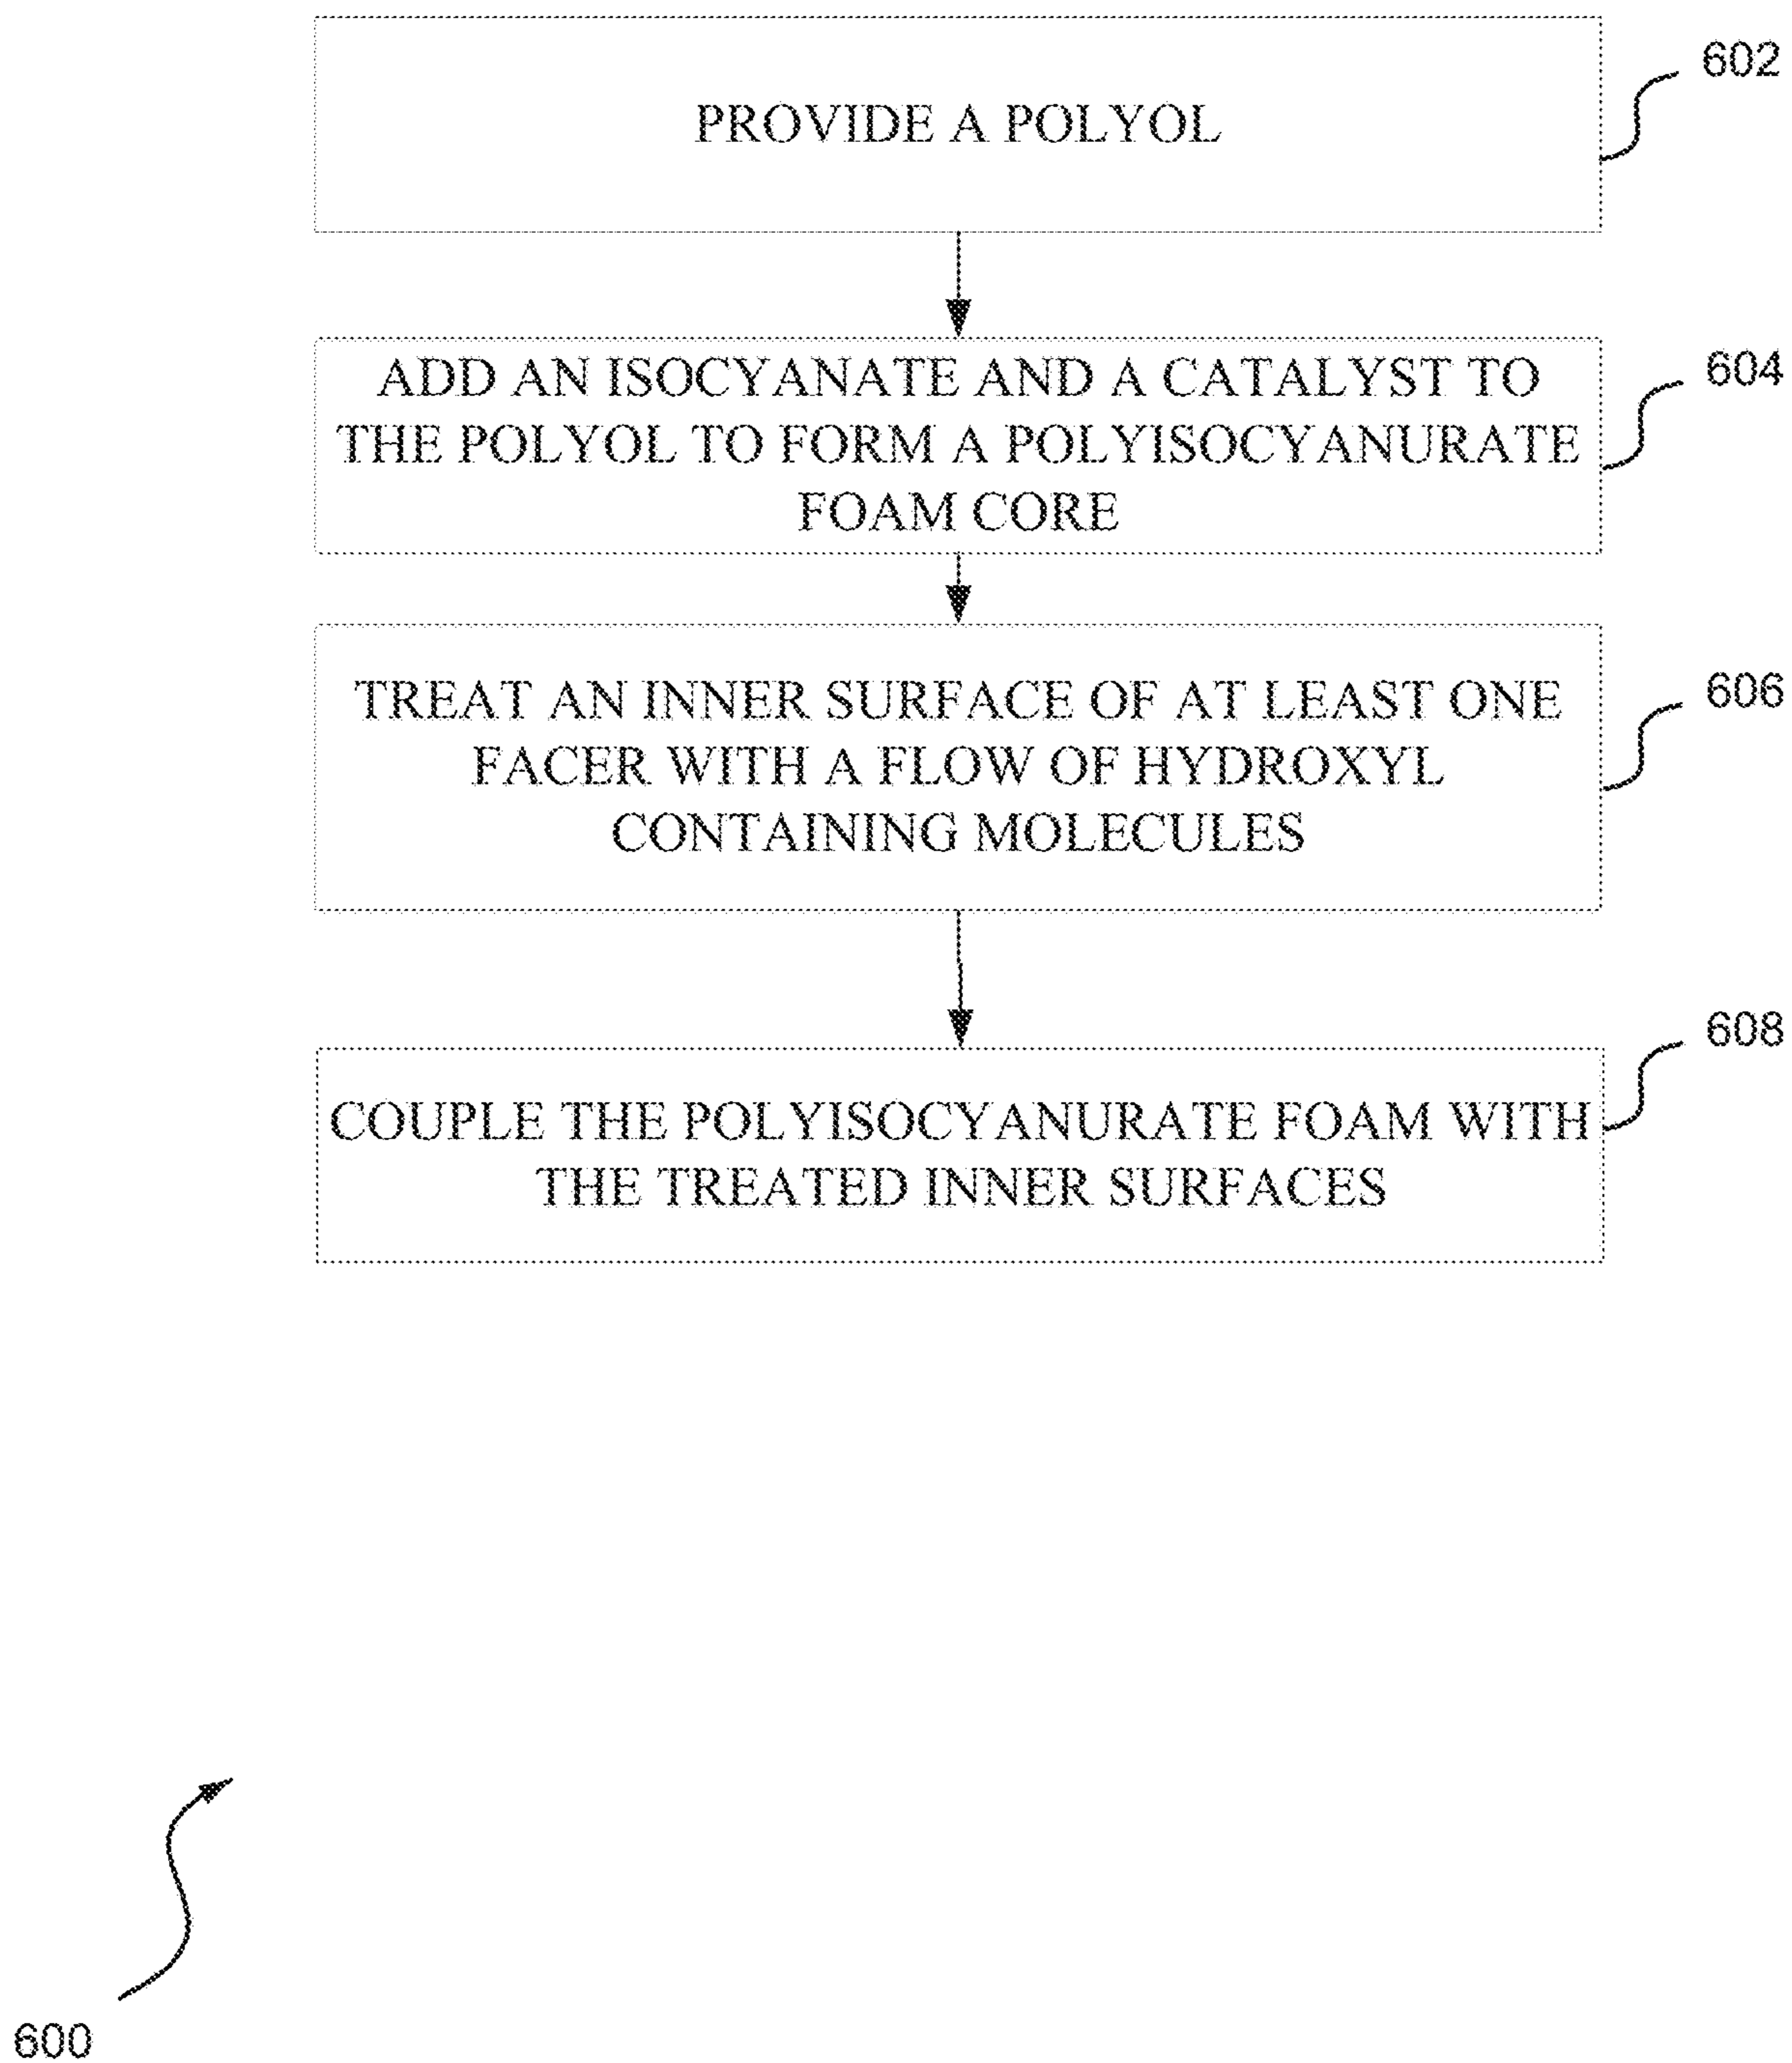 602
PROVIDE A POLYOL
604
ADD AN ISOCYANATE AND A CATALYST TO
THE POLYOL TO FORM A POLYISOCYANURATE
FOAM CORE
606
TREAT AN INNER SURFACE OF AT LEAST ONE
FACER WITH A FLOW OF HYDROXYL
CONTAINING MOLECULES
608
COUPLE THE POLYISOCYANURATE FOAM WITH
THE TREATED INNER SURFACES
600